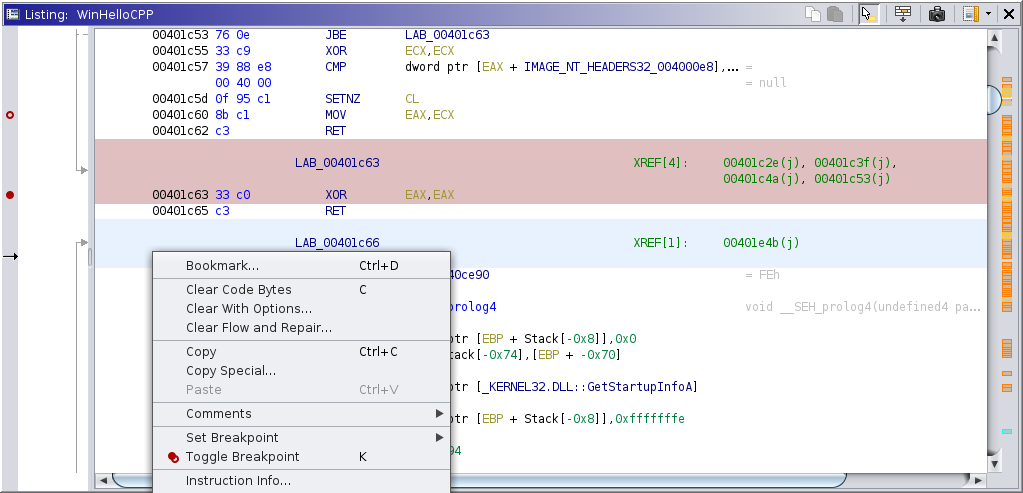 Listing: WinHelloCPP
00401c53 76 0e JBE LAB_00401c63
00401c55 33 c9 XOR ECX,ECX
00401c57 39 88 e8 CMP dword ptr [EAX + IMAGE_NT_HEADERS32_004000e8],... =
00 40 00 = null
00401c5d 0f 95 c1 SETNZ CL
00401c60 8b c1 MOV EAX,ECX
00401c62 c3 RET
LAB_00401c63 XREF[4]: 00401c2e(j), 00401c3f(j),
00401c4a(j), 00401c53(j)
00401c63 33 c0 XOR EAX,EAX
00401c65 c3 RET
LAB_00401c66 XREF[1]: 00401e4b(j)
40ce90 = FEh
prolog4 void __SEH_prolog4(undefined4 pa...
ptr [EBP + Stack[-0x8]],0x0
tack[-0x74],[EBP + -0x70]
ptr [_KERNEL32.DLL::GetStartupInfoA]
ptr [EBP + Stack[-0x8]],0xfffffffe
94
Bookmark... Ctrl+D
Clear Code Bytes C
Clear With Options...
Clear Flow and Repair...
Copy Ctrl+C
Copy Special...
Paste Ctrl+V
Comments
Set Breakpoint
Toggle Breakpoint K
Instruction Info...